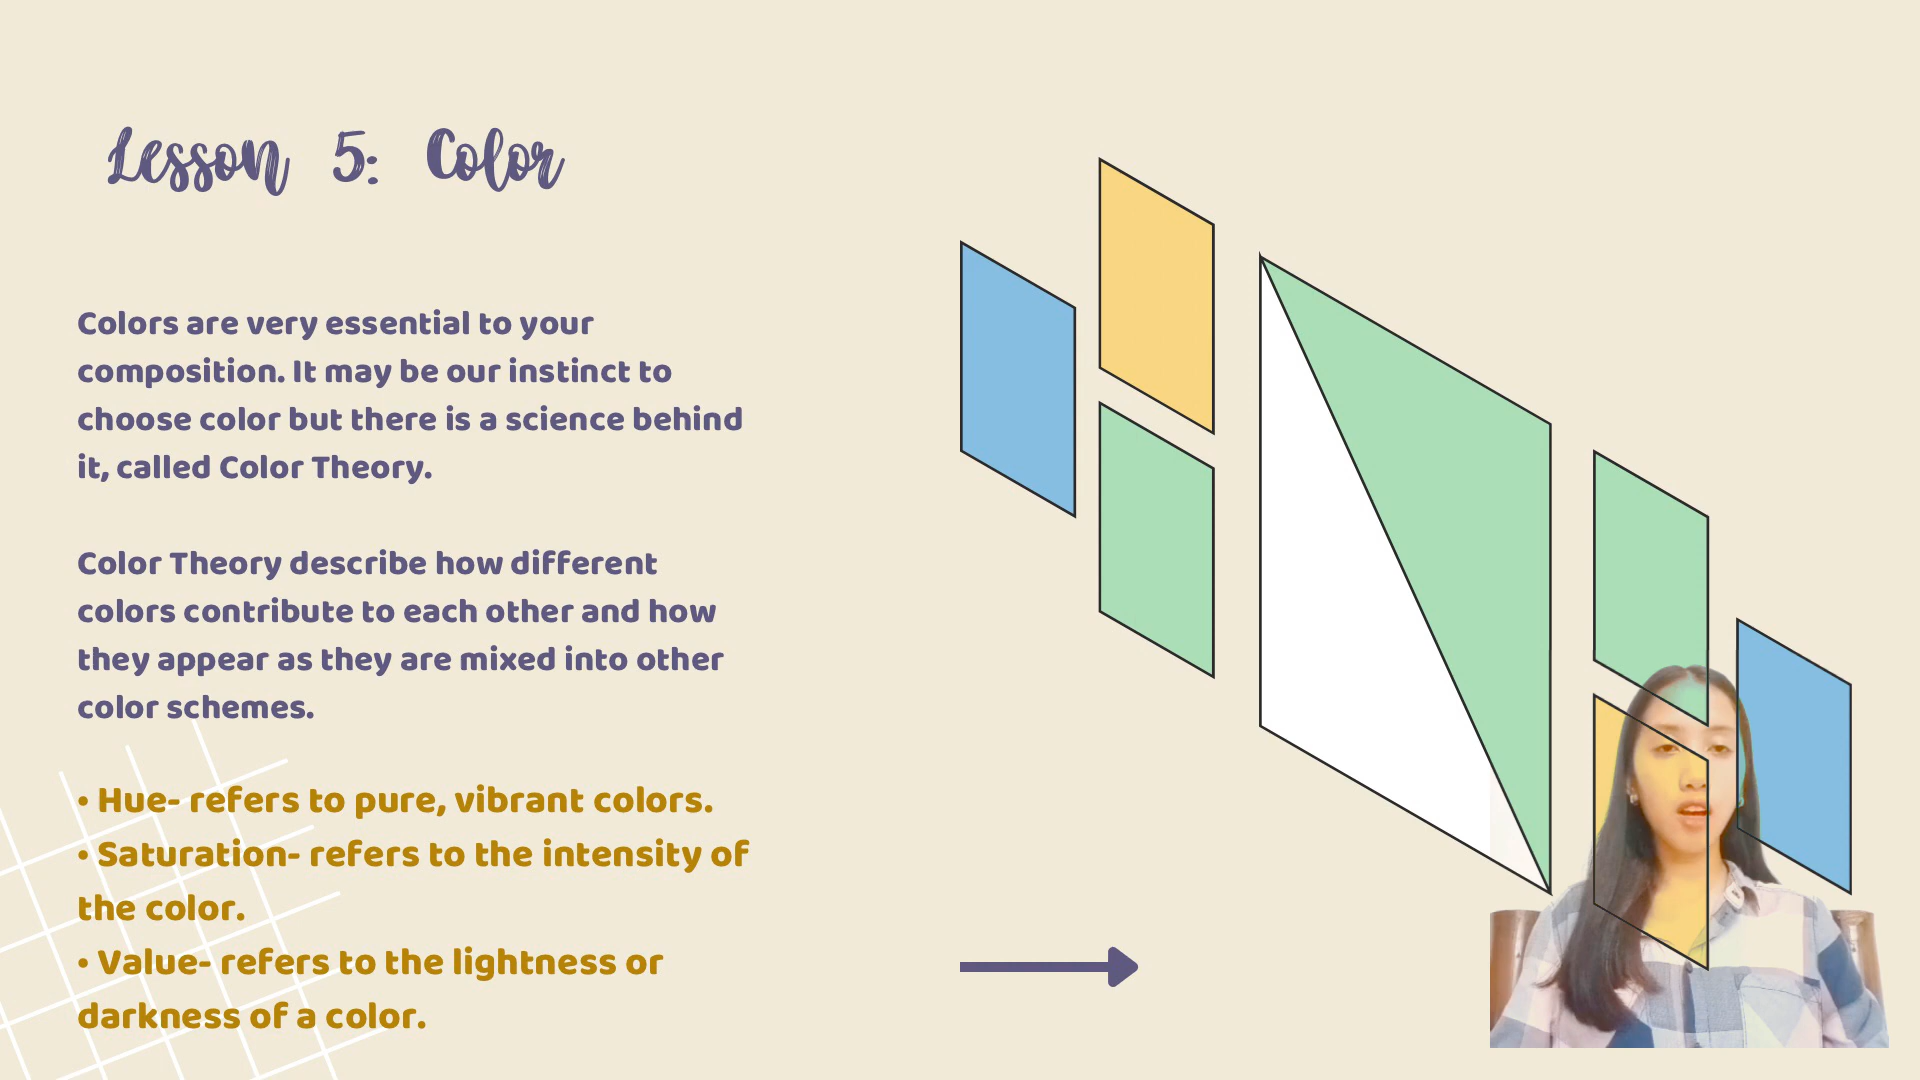 Lesson 5: Color
Colors are very essential to your
composition. It may be our instinct to
choose color but there is a science behind
it, called Color Theory.
Color Theory describe how different
colors contribute to each other and how
they appear as they are mixed into other
color schemes.
• Hue- refers to pure, vibrant colors.
• Saturation- refers to the intensity of
the color.
• Value- refers to the lightness or
darkness of a color.